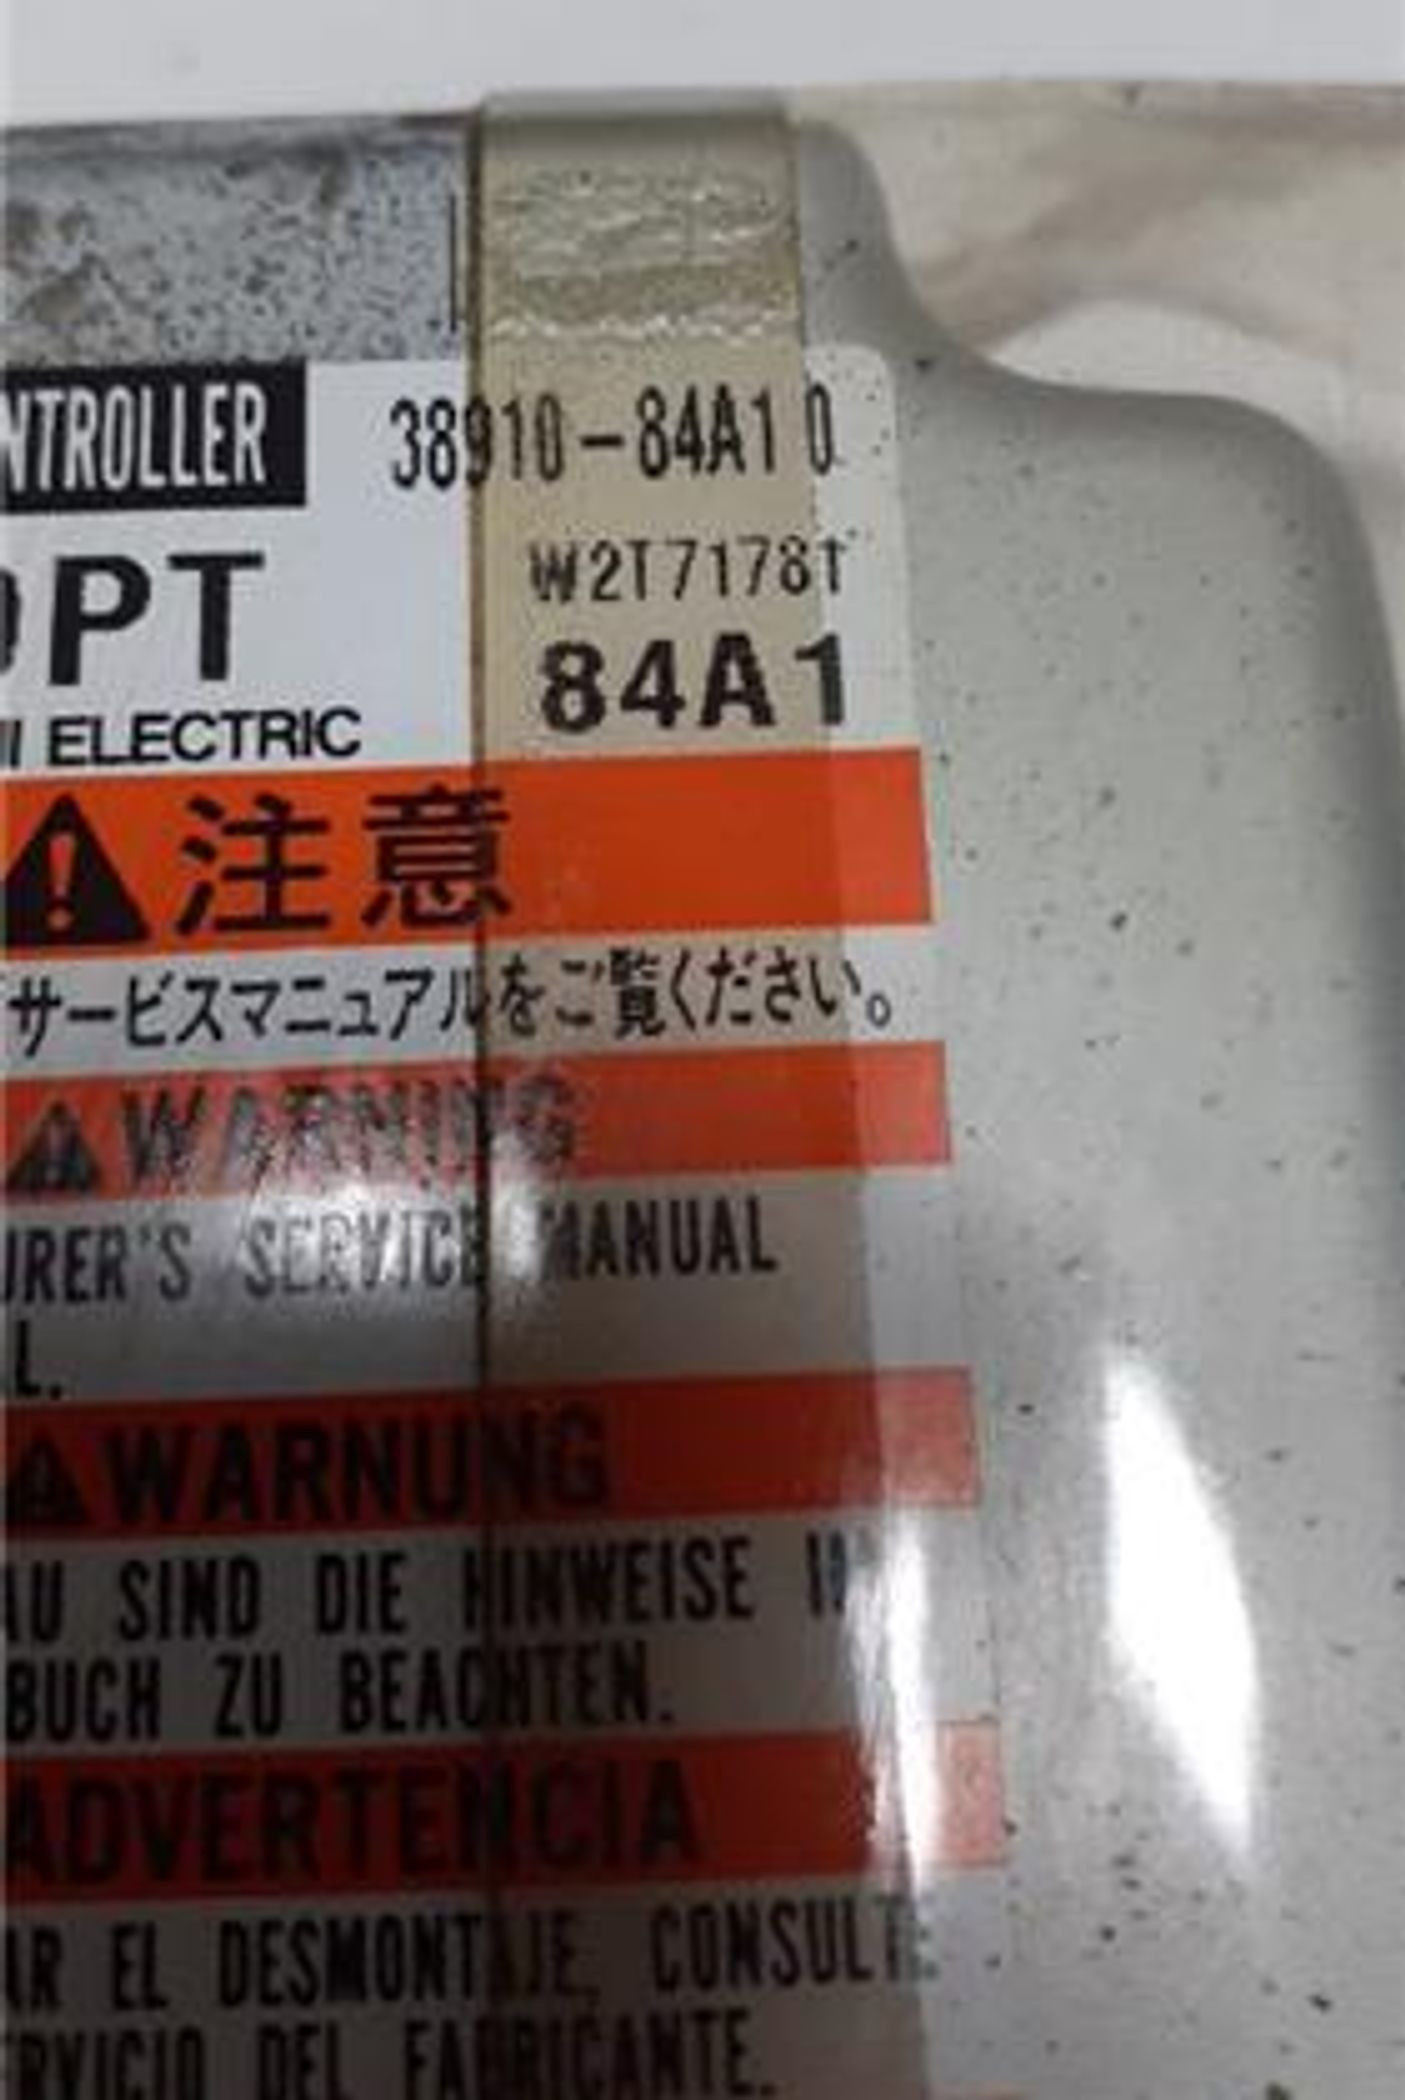 NTROLLER 38910-84A10
PT W2T71781
84A1
ELECTRIC
注意
サービスマニュアルをご覧ください。
WARNING
URER'S SERVICE MANUAL
L.
WARNUNG
AU SIND DIE HINWEISE IN
BUCH ZU BEACHTEN.
ADVERTENCIA
AR EL DESMONTAJE, CONSULTE
RVICIO DEL FABRICANTE.